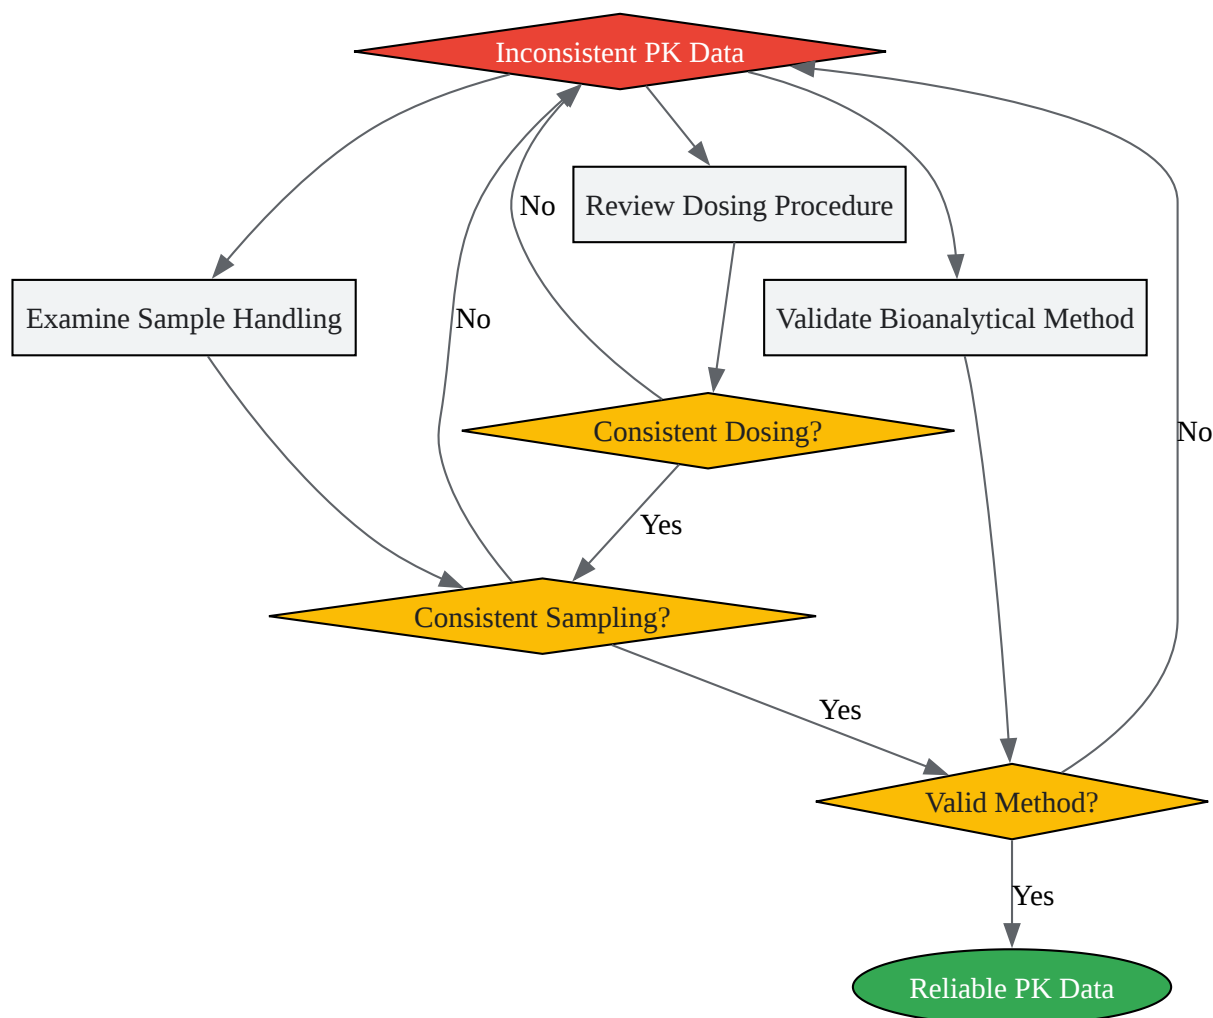 Inconsistent PK Data
No
Review Dosing Procedure
Examine Sample Handling
No
Validate Bioanalytical Method
Consistent Dosing?
No
Yes
Consistent Sampling?
Yes
Valid Method?
Yes
Reliable PK Data